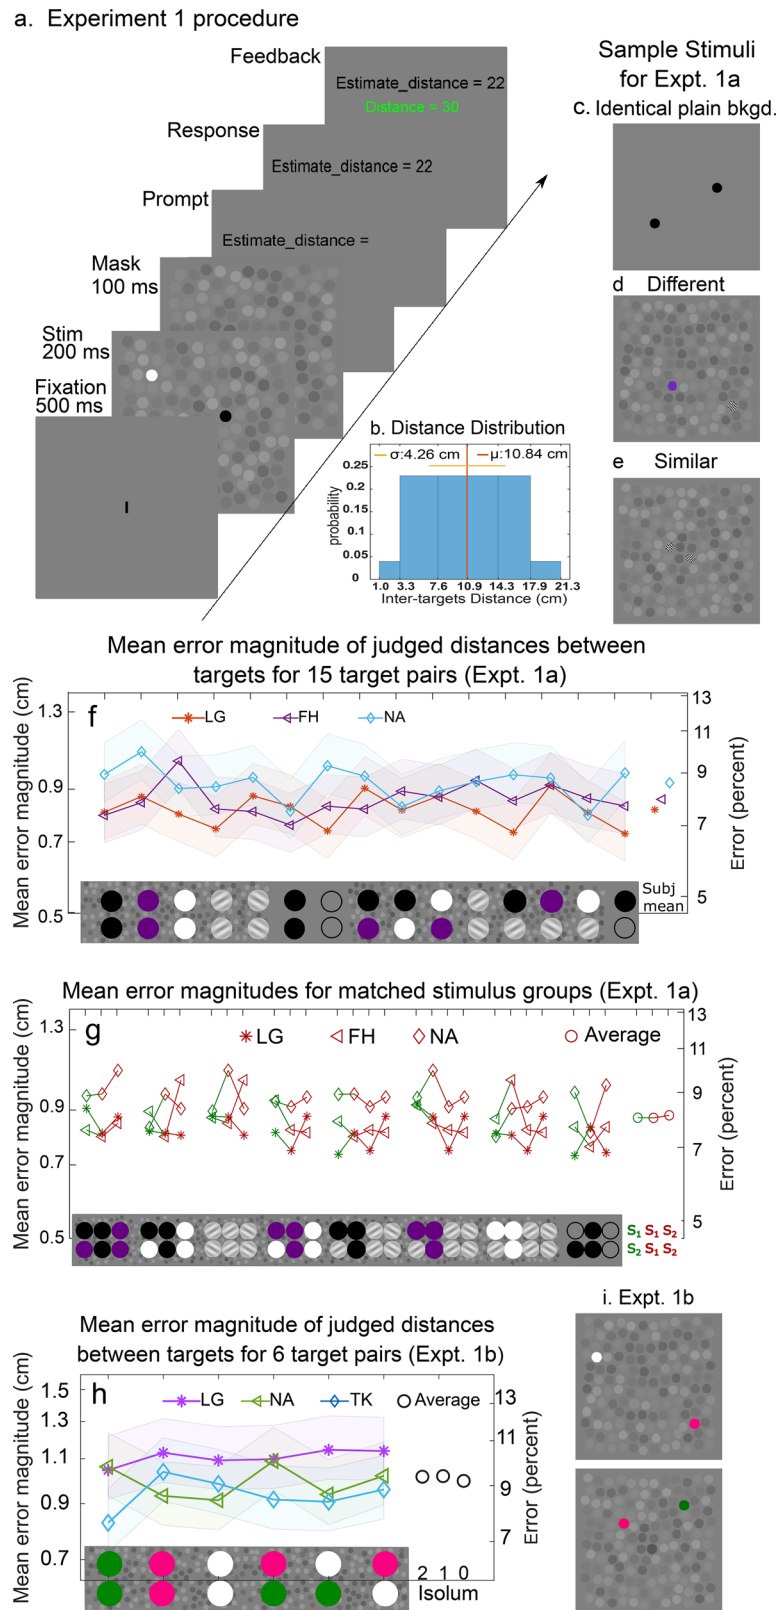 a. Experiment 1 procedure
Feedback
Estimate_distance = 22
Distance = 30
Response
Estimate_distance = 22
Prompt
Estimate_distance =
Mask
100 ms
Stim
200 ms
Fixation
500 ms
Sample Stimuli
for Expt. 1a
c. Identical plain bkgd.
d Different
e Similar
b. Distance Distribution
σ:4.26 cm μ:10.84 cm
probability
0.25
0.2
0.15
0.1
0.05
0
1.0 3.3 7.6 10.9 14.3 17.9 21.3
Inter-targets Distance (cm)
Mean error magnitude of judged distances between
targets for 15 target pairs (Expt. 1a)
f
LG FH NA
Mean error magnitude (cm)
1.3
0.9
0.7
0.5
13
11
9
7
5
Error (percent)
Subj
mean
Mean error magnitudes for matched stimulus groups (Expt. 1a)
g
LG FH NA Average
Mean error magnitude (cm)
1.3
0.9
0.7
0.5
13
10
9
7
5
Error (percent)
S1 S1 S2
S2 S1 S2
Mean error magnitude of judged distances
between targets for 6 target pairs (Expt. 1b)
h
LG NA TK Average
Mean error magnitude (cm)
1.5
1.3
1.1
0.9
0.7
13
11
9
7
Error (percent)
2 1 0
Isolum
i. Expt. 1b